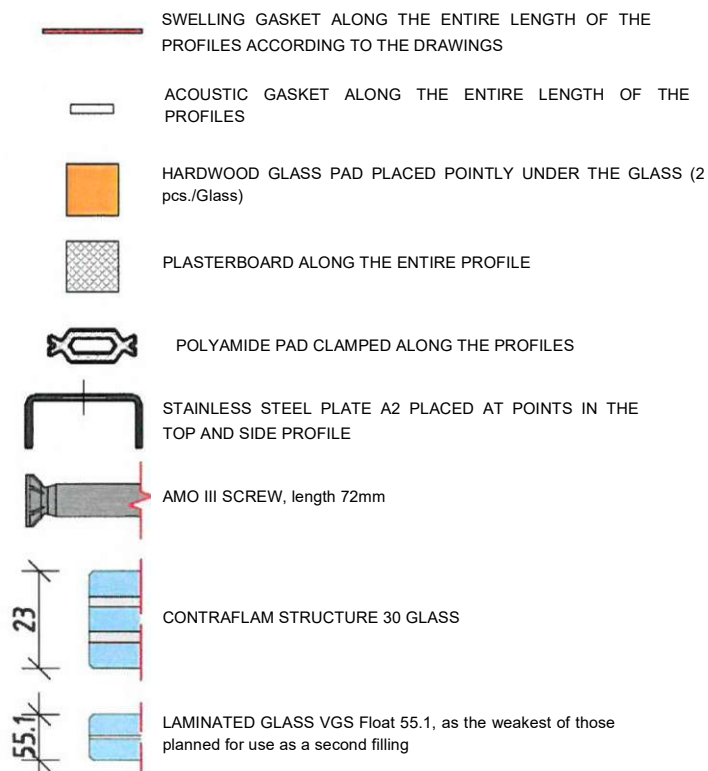 SWELLING GASKET ALONG THE ENTIRE LENGTH OF THE
PROFILES ACCORDING TO THE DRAWINGS
ACOUSTIC GASKET ALONG THE ENTIRE LENGTH OF THE
PROFILES
HARDWOOD GLASS PAD PLACED POINTLY UNDER THE GLASS (2
pcs./Glass)
PLASTERBOARD ALONG THE ENTIRE PROFILE
POLYAMIDE PAD CLAMPED ALONG THE PROFILES
STAINLESS STEEL PLATE A2 PLACED AT POINTS IN THE
TOP AND SIDE PROFILE
AMO III SCREW, length 72mm
23
CONTRAFLAM STRUCTURE 30 GLASS
55.1
LAMINATED GLASS VGS Float 55.1, as the weakest of those
planned for use as a second filling